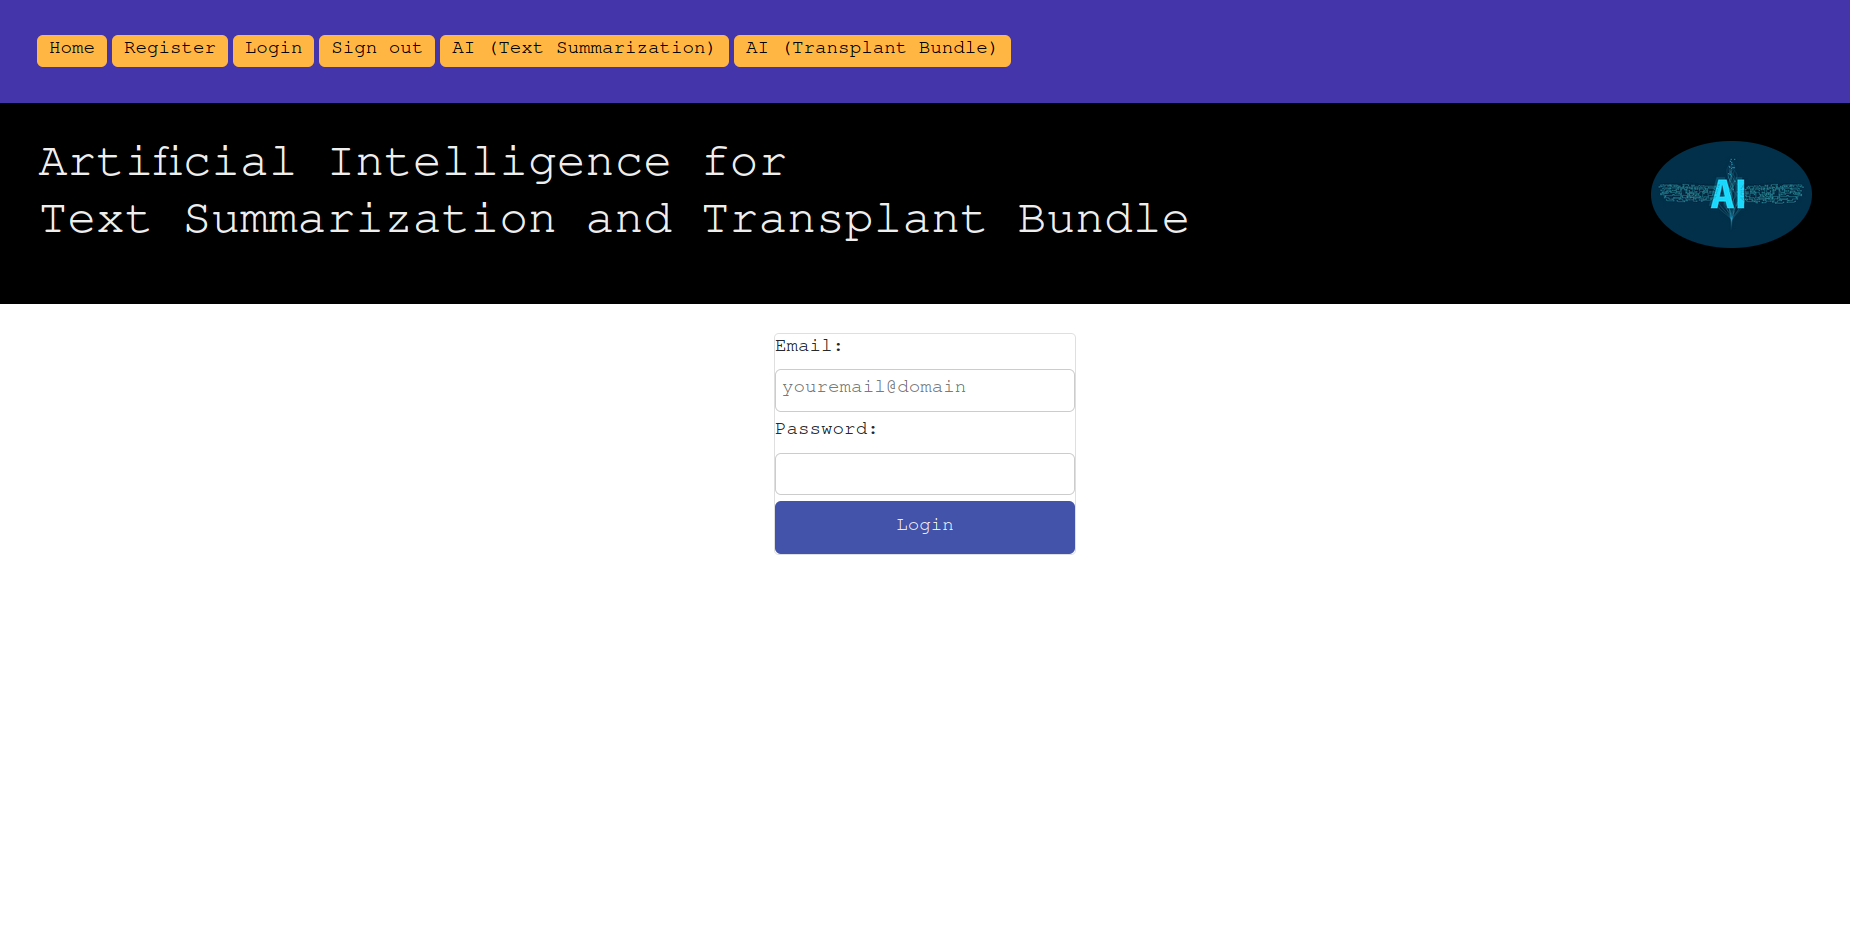 Home Register Login Sign out AI (Text Summarization) AI (Transplant Bundle)
Artificial Intelligence for
Text Summarization and Transplant Bundle
AI
Email:
youremail@domain
Password:
Login